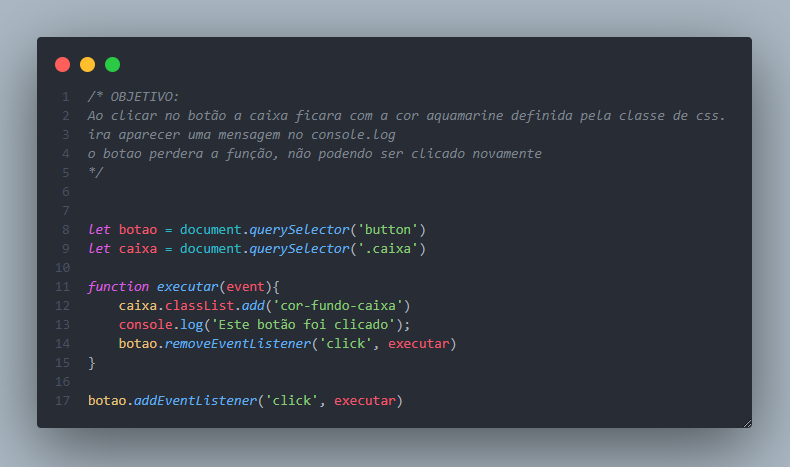 1 /* OBJETIVO:
2 Ao clicar no botão a caixa ficara com a cor aquamarine definida pela classe de css.
3 ira aparecer uma mensagem no console.log
4 o botao perdera a função, não podendo ser clicado novamente
5 */
6
7
8 let botao = document.querySelector('button')
9 let caixa = document.querySelector('.caixa')
10
11 function executar(event){
12     caixa.classList.add('cor-fundo-caixa')
13     console.log('Este botão foi clicado');
14     botao.removeEventListener('click', executar)
15 }
16
17 botao.addEventListener('click', executar)